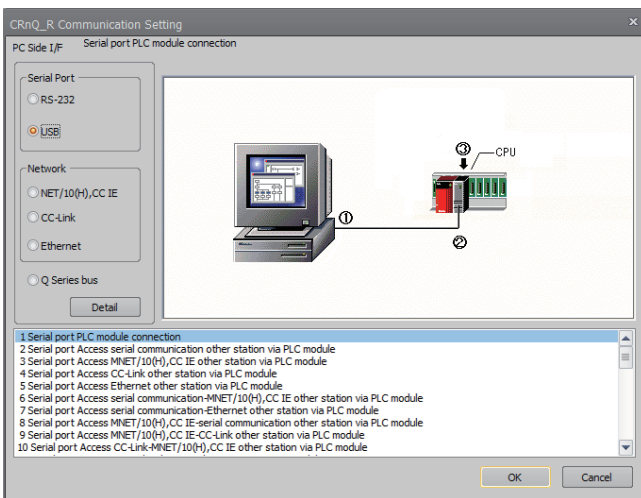 CRnQ_R Communication Setting
×
PC Side I/F
Serial port PLC module connection
Serial Port
RS-232
USB
Network
NET/10(H),CC IE
CC-Link
Ethernet
Q Series bus
Detail
③
CPU
①
②
1 Serial port PLC module connection
2 Serial port Access serial communication other station via PLC module
3 Serial port Access MNET/10(H),CC IE other station via PLC module
4 Serial port Access CC-Link other station via PLC module
5 Serial port Access Ethernet other station via PLC module
6 Serial port Access serial communication-MNET/10(H),CC IE other station via PLC module
7 Serial port Access serial communication-Ethernet other station via PLC module
8 Serial port Access MNET/10(H),CC IE-serial communication other station via PLC module
9 Serial port Access MNET/10(H),CC IE-CC-Link other station via PLC module
10 Serial port Access CC-Link-MNET/10(H),CC IE other station via PLC module
OK
Cancel